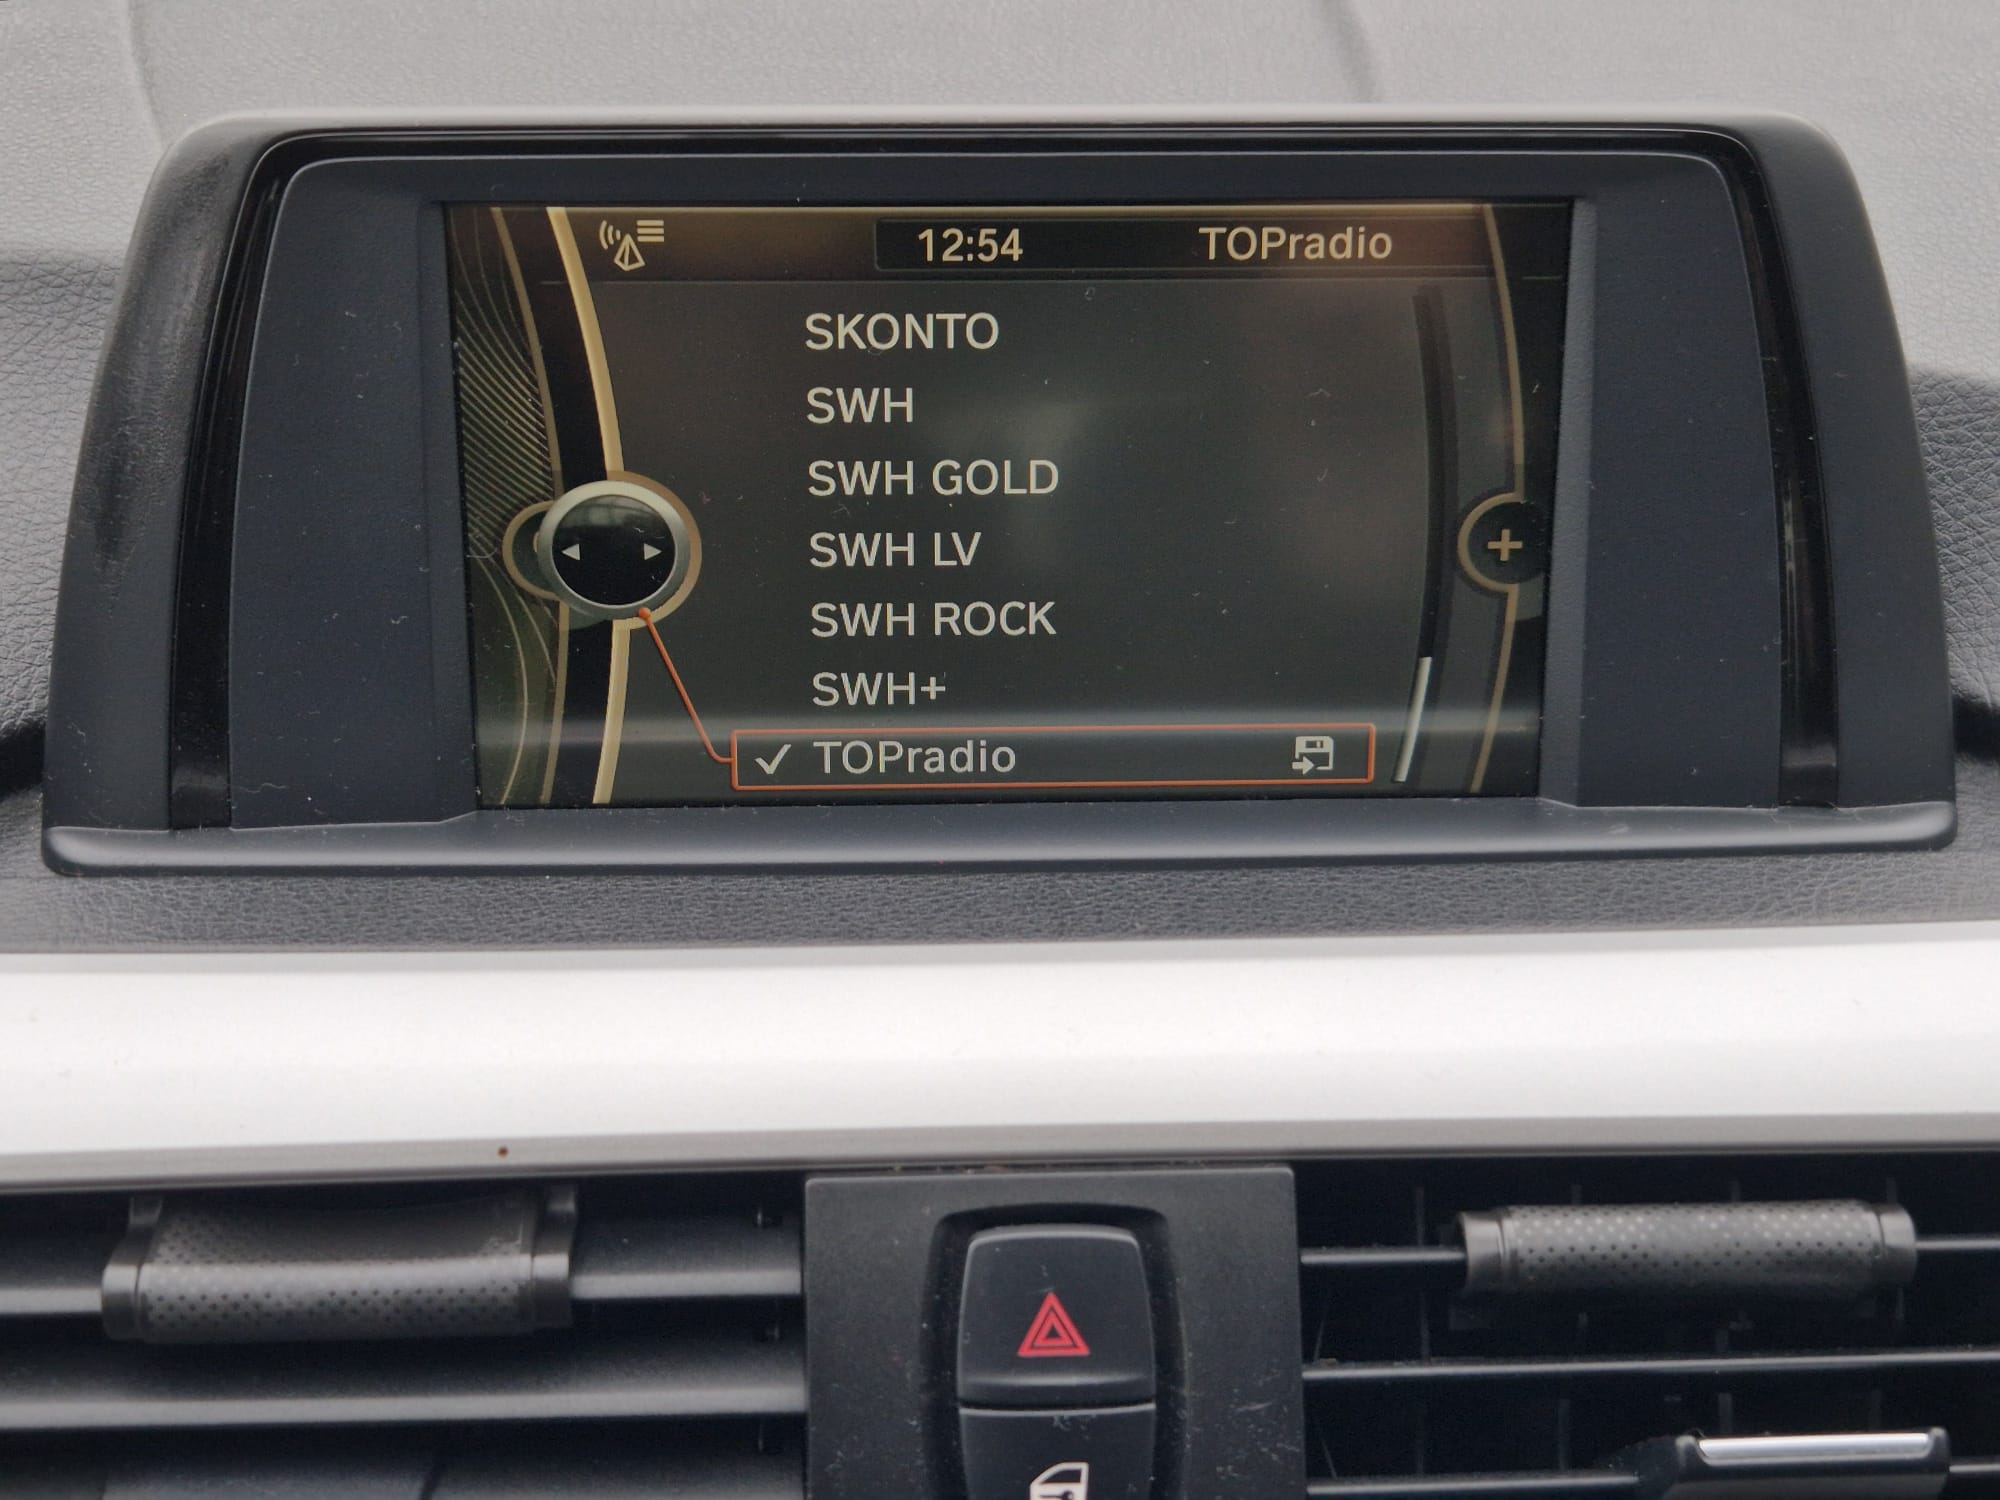 12:54 TOPradio
SKONTO
SWH
SWH GOLD
SWH LV
SWH ROCK
SWH+
TOPradio